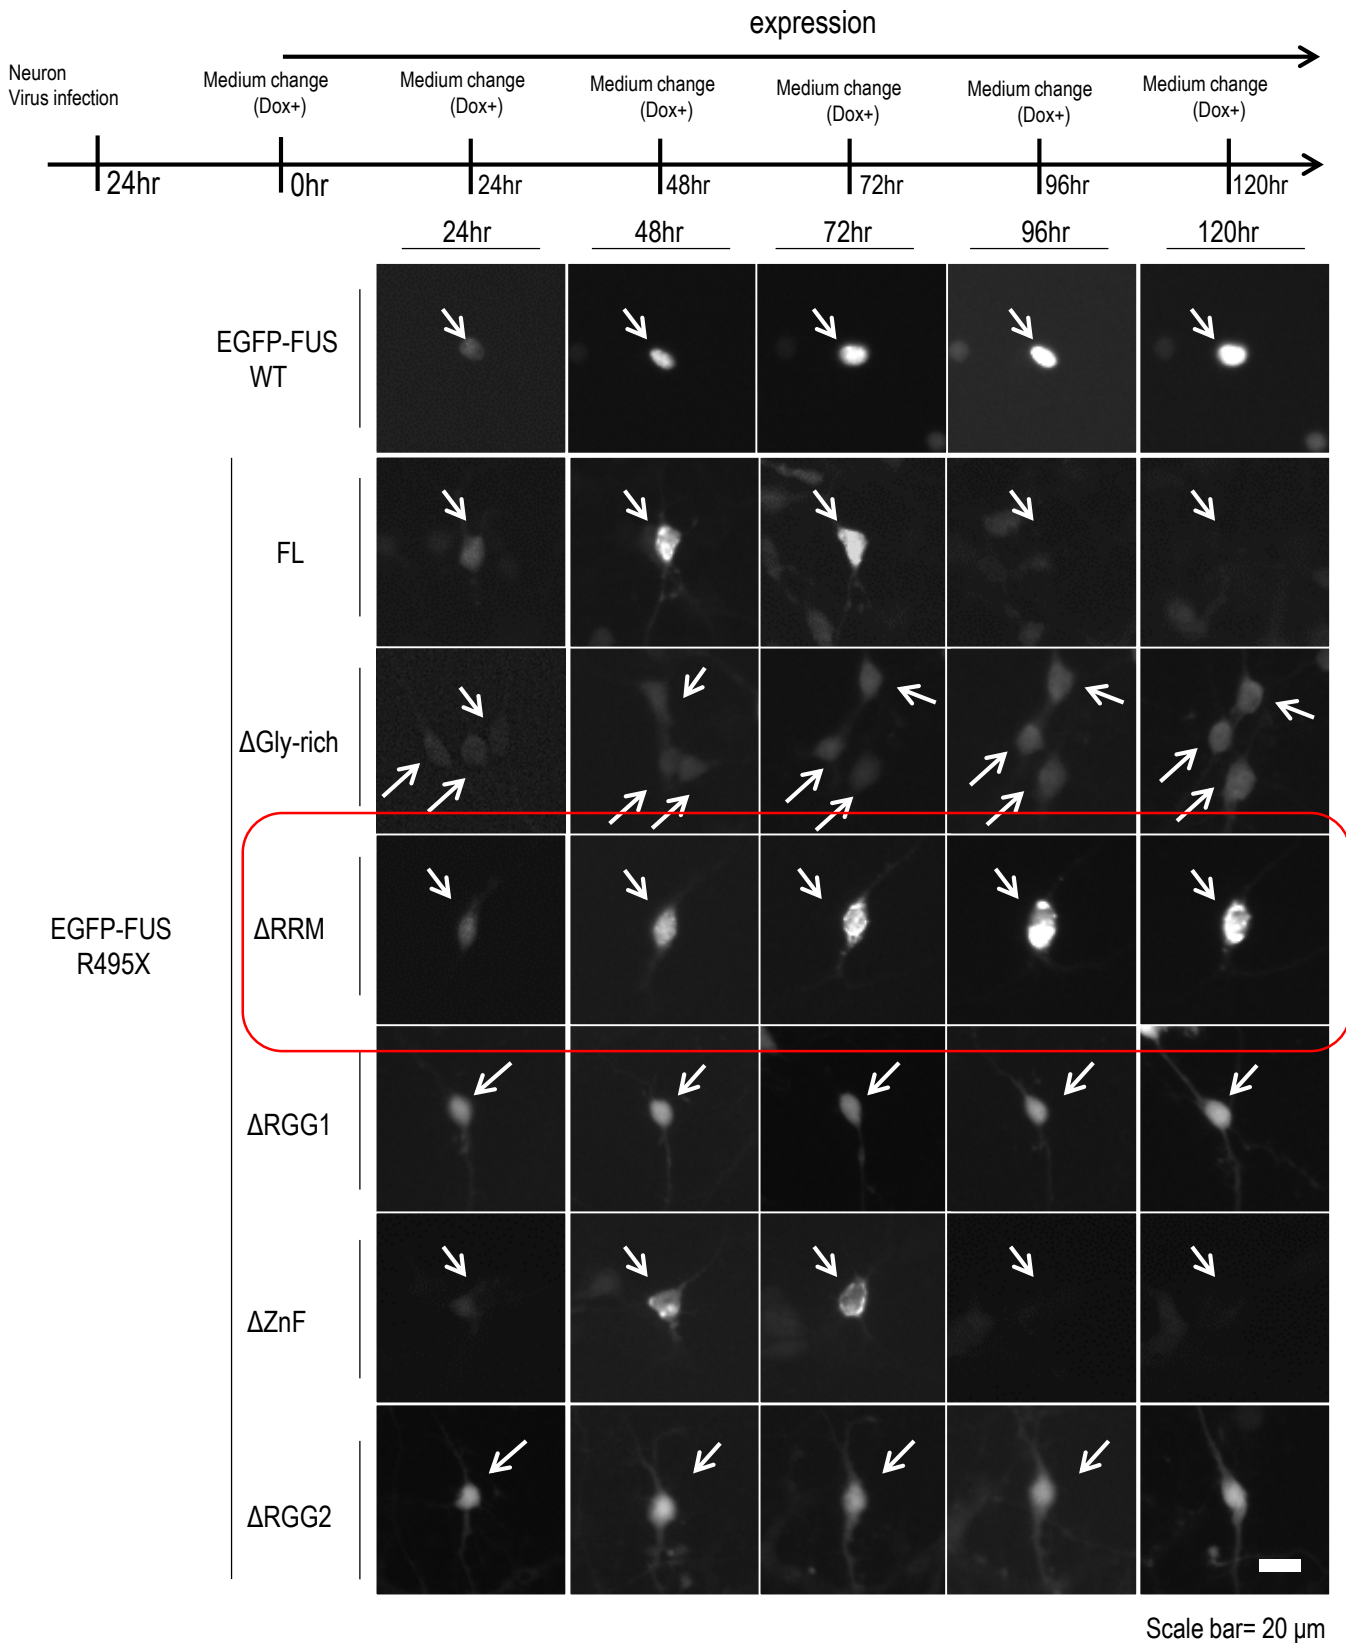 expression
Neuron
Virus infection
Medium change
(Dox+)
Medium change
(Dox+)
Medium change
(Dox+)
Medium change
(Dox+)
Medium change
(Dox+)
Medium change
(Dox+)
24hr
0hr
24hr
48hr
72hr
96hr
120hr
24hr
48hr
72hr
96hr
120hr
EGFP-FUS
WT
FL
ΔGly-rich
EGFP-FUS
R495X
ΔRRM
ΔRGG1
ΔZnF
ΔRGG2
Scale bar= 20 μm